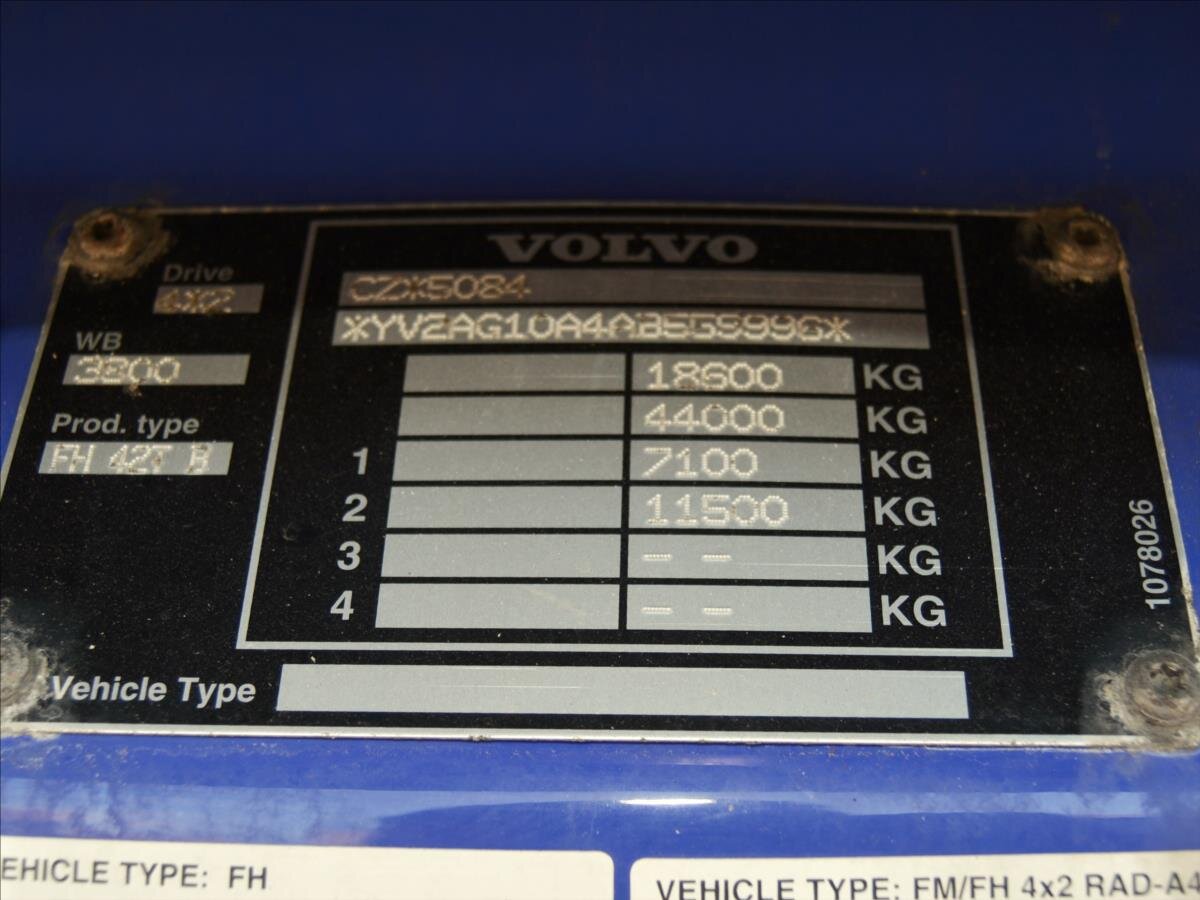 VOLVO
Drive
4X2
CZX5084
WB
3800
*YV2AG10A4AB555996*
Prod. type
FH 42T B
18600 KG
44000 KG
1 7100 KG
2 11500 KG
3 - - KG
4 - - KG
1078026
Vehicle Type
EHICLE TYPE: FH
VEHICLE TYPE: FM/FH 4x2 RAD-A4